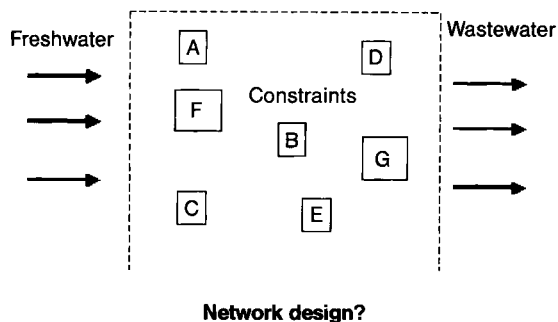 Freshwater
Wastewater
A
D
F
Constraints
B
G
C
E
Network design?